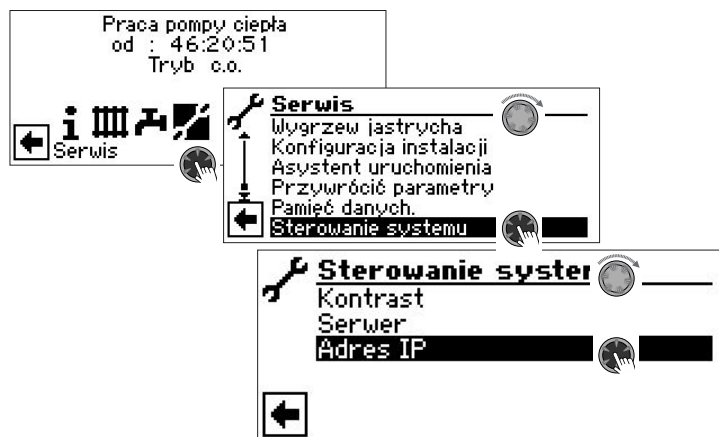 Praca pompy ciepła
od : 46:20:51
Tryb c.o.
Serwis
Serwis
Wygrzew jastrycha
Konfiguracja instalacji
Asystent uruchomienia
Przywrócić parametry
Pamięć danych.
Sterowanie systemu
Sterowanie system
Kontrast
Serwer
Adres IP